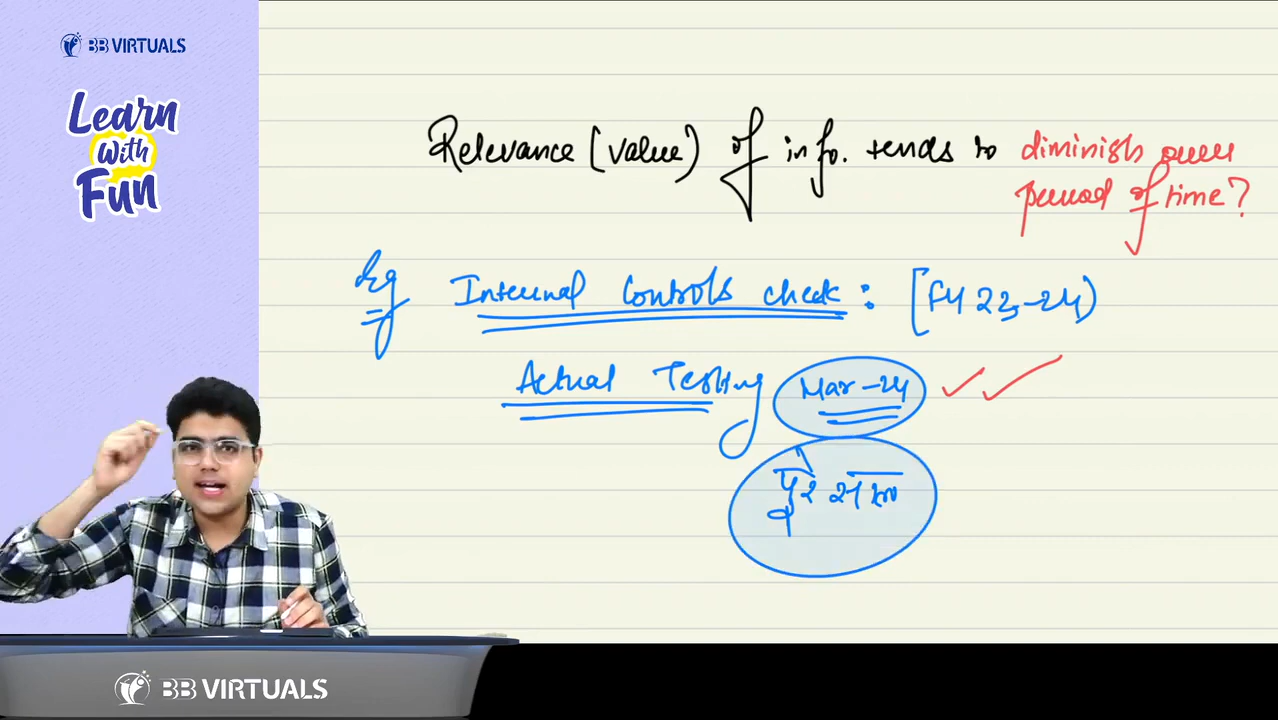 BB VIRTUALS
Learn
with
Fun
Relevance (value) of info. tends to diminish over
period of time?
Eg Internal Controls check : [FY 23-24)
Actual Testing Mar-24
BB VIRTUALS